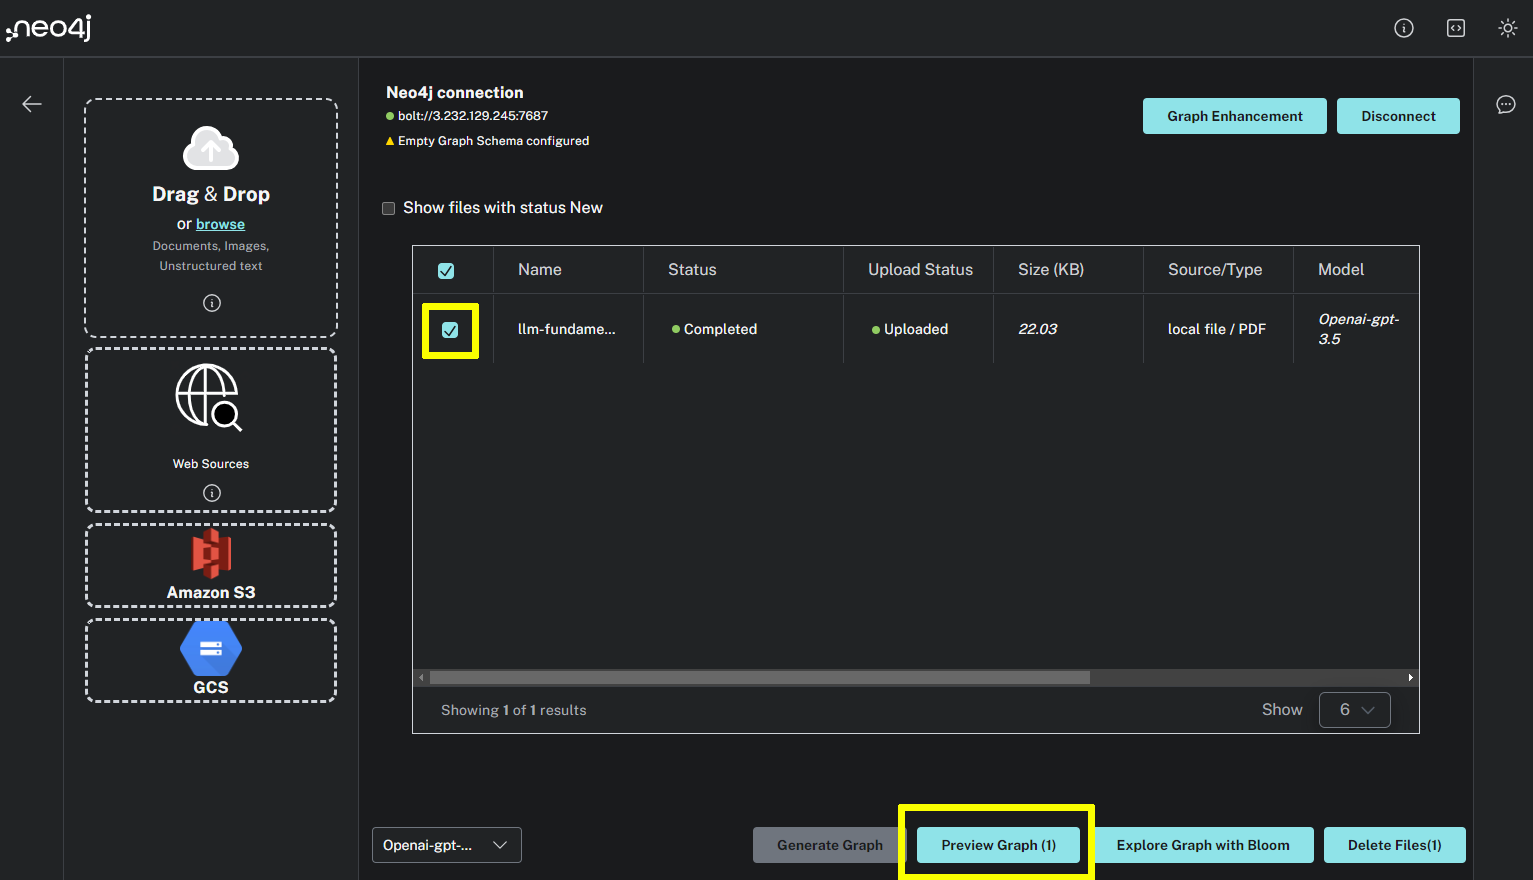 neo4j
Drag & Drop
or browse
Documents, Images,
Unstructured text
Web Sources
Amazon S3
GCS
Neo4j connection
bolt://3.232.129.245:7687
Empty Graph Schema configured
Graph Enhancement
Disconnect
Show files with status New
Name Status Upload Status Size (KB) Source/Type Model
llm-fundame... Completed Uploaded 22.03 local file / PDF Openai-gpt-
3.5
Showing 1 of 1 results
Show 6
Openai-gpt-...
Generate Graph
Preview Graph (1)
Explore Graph with Bloom
Delete Files(1)